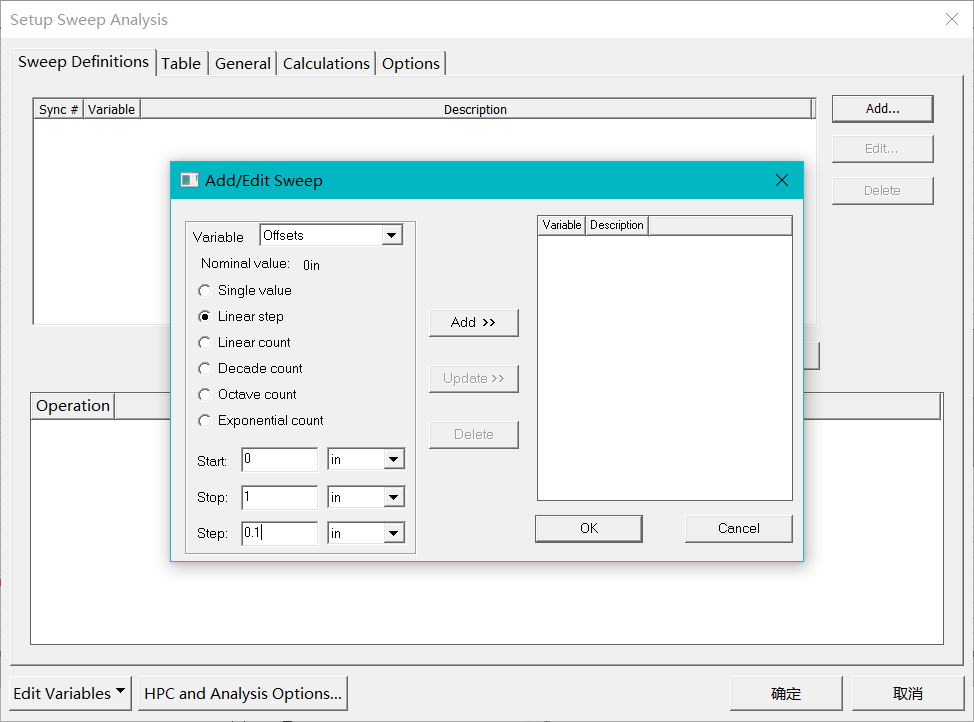 Setup Sweep Analysis
Sweep Definitions Table General Calculations Options
Sync # Variable Description
Add...
Edit...
Delete
Add/Edit Sweep
Variable Offsets
Nominal value: 0in
Single value
Linear step
Linear count
Decade count
Octave count
Exponential count
Start: 0 in
Stop: 1 in
Step: 0.1 in
Add >>
Update >>
Delete
Variable Description
OK Cancel
Operation
Edit Variables HPC and Analysis Options... 确定 取消